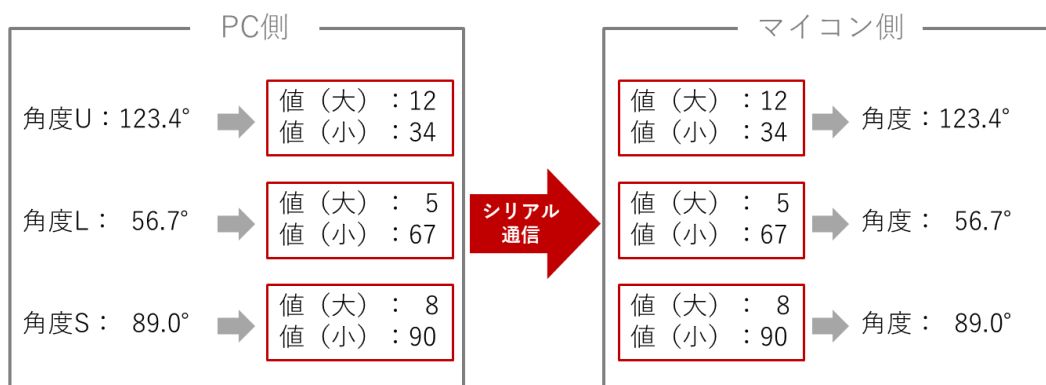 PC側
角度U：123.4°
値（大）：12
値（小）：34
角度L： 56.7°
値（大）： 5
値（小）：67
角度S： 89.0°
値（大）： 8
値（小）：90
シリアル
通信
マイコン側
値（大）：12
値（小）：34
角度：123.4°
値（大）： 5
値（小）：67
角度： 56.7°
値（大）： 8
値（小）：90
角度： 89.0°